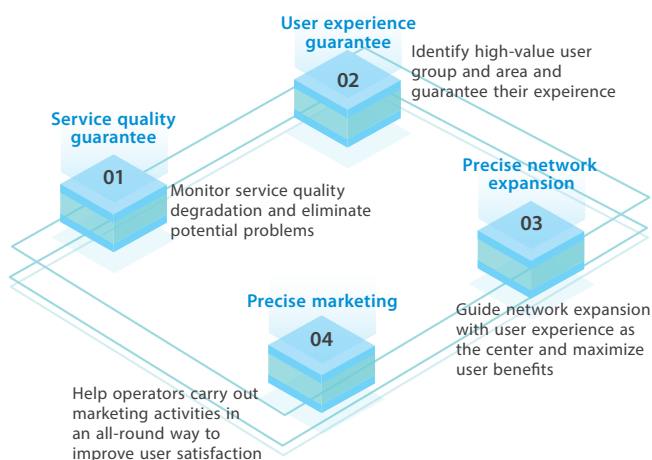 Service quality
guarantee
01
Monitor service quality
degradation and eliminate
potential problems
User experience
guarantee
02
Identify high-value user
group and area and
guarantee their expeirence
Precise network
expansion
03
Guide network expansion
with user experience as
the center and maximize
user benefits
Precise marketing
04
Help operators carry out
marketing activities in
an all-round way to
improve user satisfaction